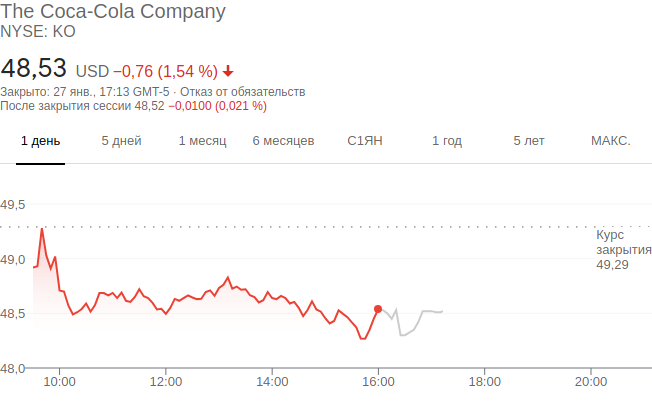 The Coca-Cola Company
NYSE: KO
48,53 USD −0,76 (1,54 %)
Закрыто: 27 янв., 17:13 GMT-5 · Отказ от обязательств
После закрытия сессии 48,52 −0,0100 (0,021 %)
1 день 5 дней 1 месяц 6 месяцев С1ЯН 1 год 5 лет МАКС.
49,5
Курс
закрытия
49,29
49,0
48,5
48,0
10:00 12:00 14:00 16:00 18:00 20:00